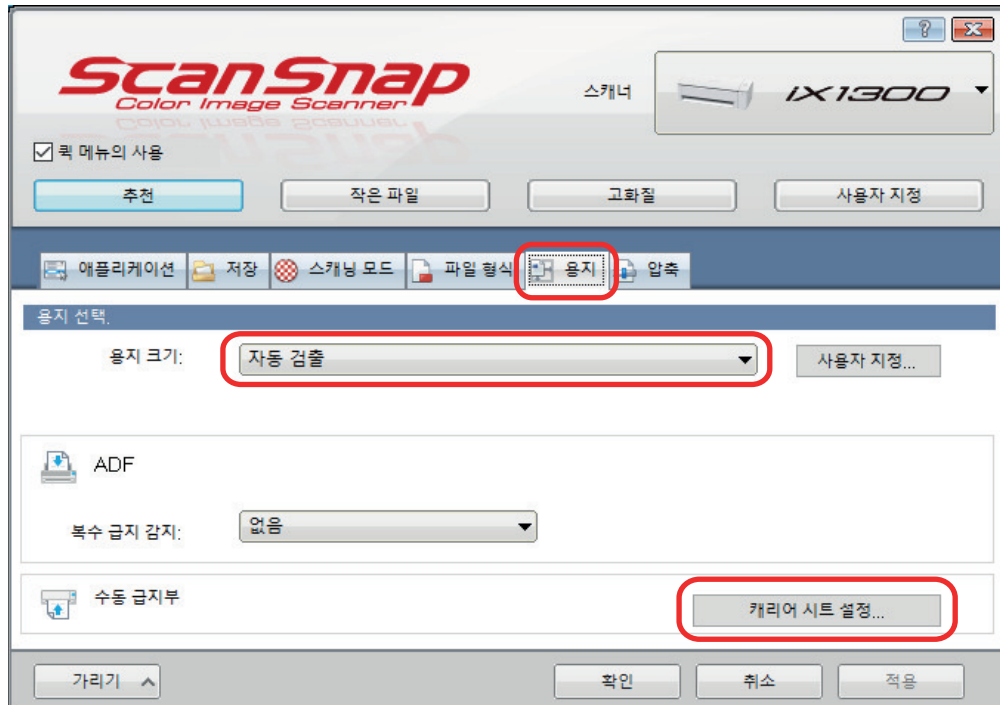 ScanSnap
Color Image Scanner
스캐너
iX1300
퀵 메뉴의 사용
추천
작은 파일
고화질
사용자 지정
애플리케이션
저장
스캐닝 모드
파일 형식
용지
압축
용지 선택.
용지 크기:
자동 검출
사용자 지정...
ADF
복수 급지 감지:
없음
수동 급지부
캐리어 시트 설정...
가리기
확인
취소
적용